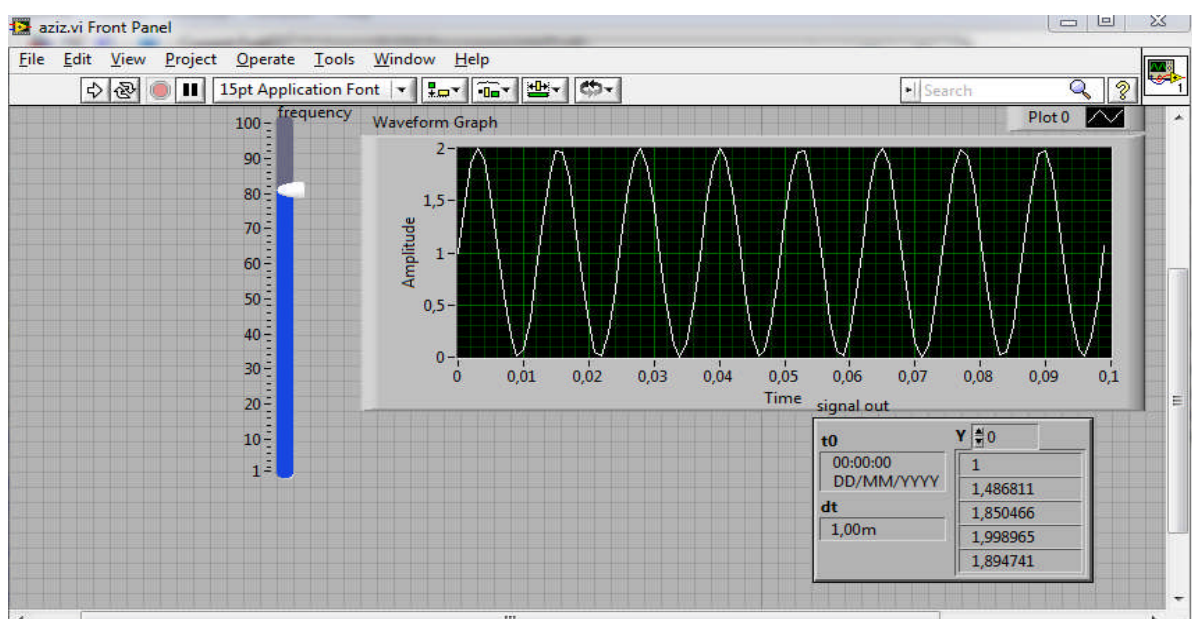 aziz.vi Front Panel
File Edit View Project Operate Tools Window Help
15pt Application Font
Search
1
frequency
100
90
80
70
60
50
40
30
20
10
1
Waveform Graph
Plot 0
Amplitude
2
1,5
1
0,5
0
0 0,01 0,02 0,03 0,04 0,05 0,06 0,07 0,08 0,09 0,1
Time
signal out
t0
00:00:00
DD/MM/YYYY
dt
1,00m
Y 0
1
1,486811
1,850466
1,998965
1,894741